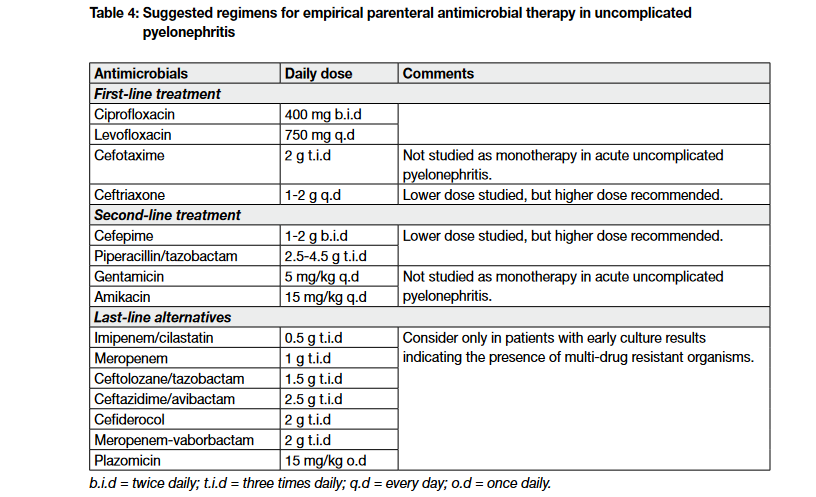 Table 4: Suggested regimens for empirical parenteral antimicrobial therapy in uncomplicated
pyelonephritis
Antimicrobials Daily dose Comments
First-line treatment
Ciprofloxacin 400 mg b.i.d
Levofloxacin 750 mg q.d
Cefotaxime 2 g t.i.d Not studied as monotherapy in acute uncomplicated
pyelonephritis.
Ceftriaxone 1-2 g q.d Lower dose studied, but higher dose recommended.
Second-line treatment
Cefepime 1-2 g b.i.d Lower dose studied, but higher dose recommended.
Piperacillin/tazobactam 2.5-4.5 g t.i.d
Gentamicin 5 mg/kg q.d Not studied as monotherapy in acute uncomplicated
Amikacin 15 mg/kg q.d pyelonephritis.
Last-line alternatives
Imipenem/cilastatin 0.5 g t.i.d Consider only in patients with early culture results
Meropenem 1 g t.i.d indicating the presence of multi-drug resistant organisms.
Ceftolozane/tazobactam 1.5 g t.i.d
Ceftazidime/avibactam 2.5 g t.i.d
Cefiderocol 2 g t.i.d
Meropenem-vaborbactam 2 g t.i.d
Plazomicin 15 mg/kg o.d
b.i.d = twice daily; t.i.d = three times daily; q.d = every day; o.d = once daily.